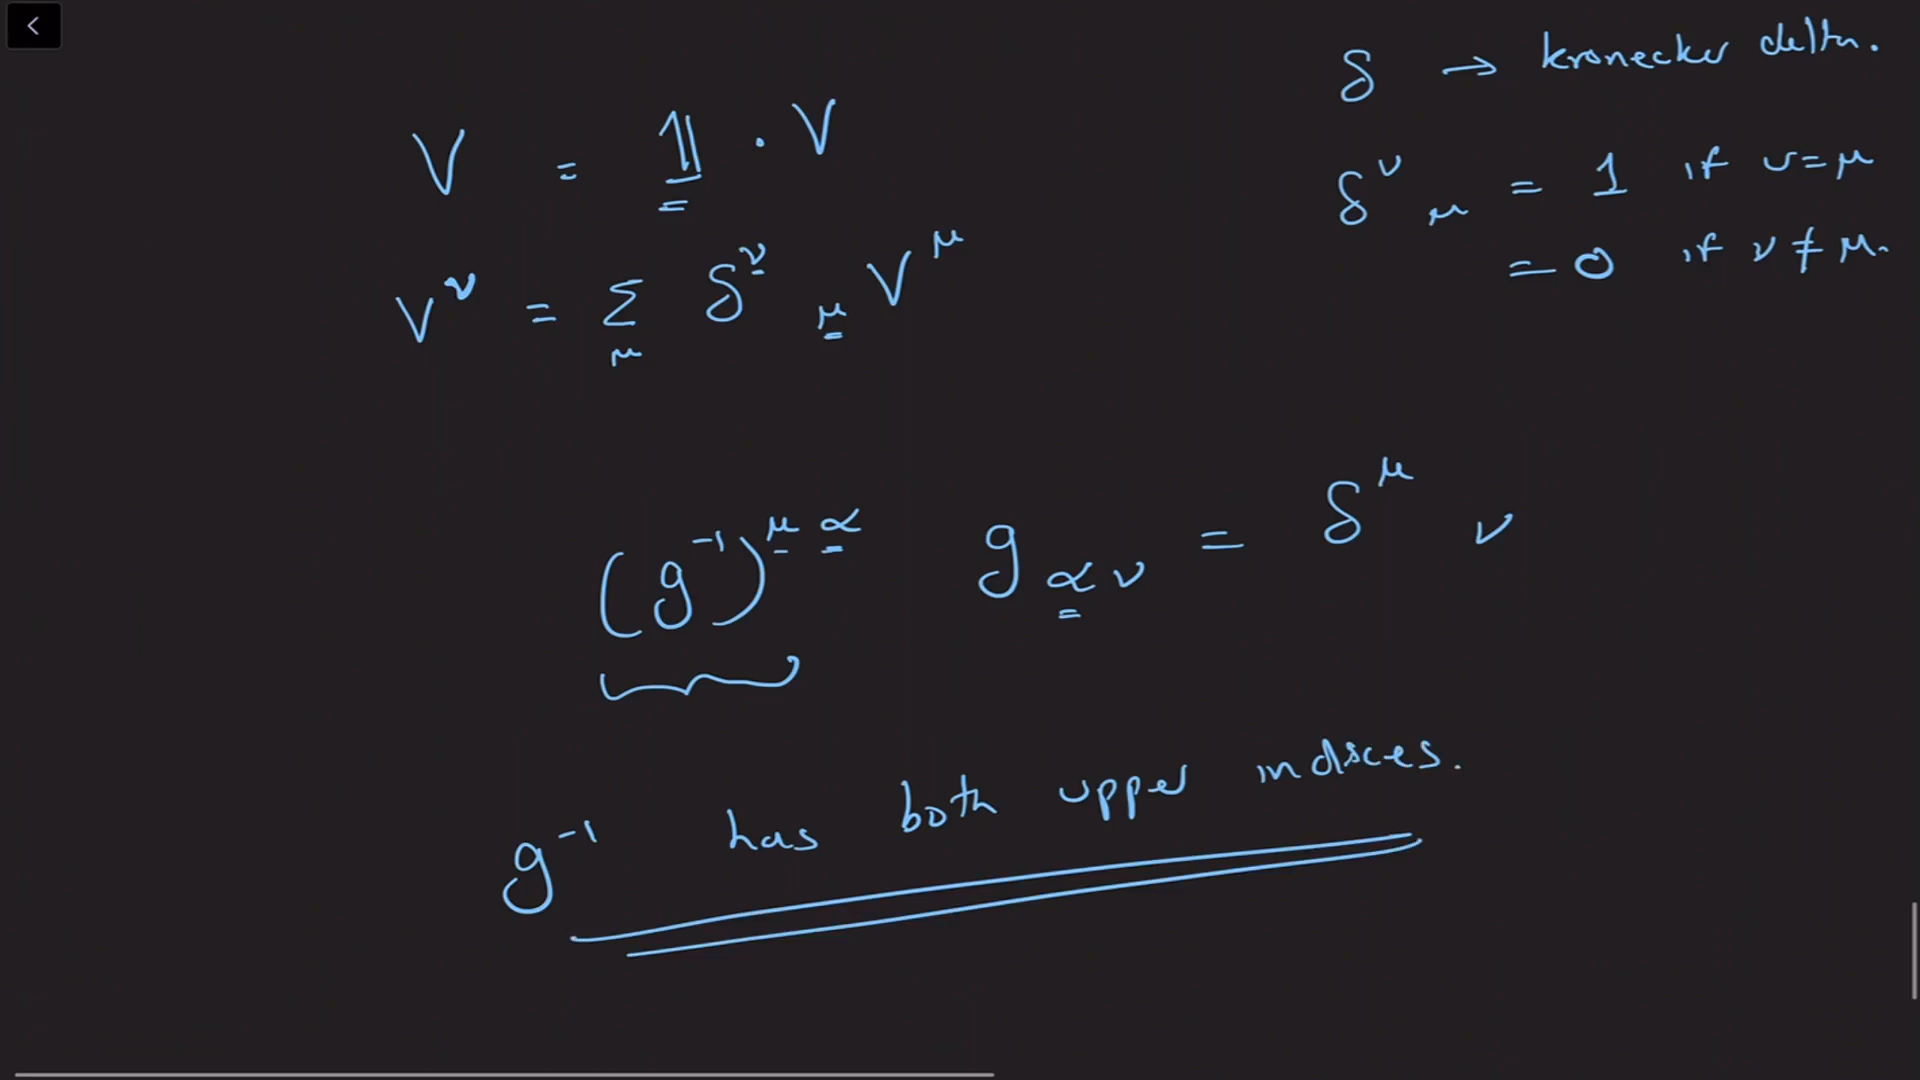 δ → kronecker delta.
V = 𝟙 · V
δ^ν_μ = 1 if ν=μ
= 0 if ν ≠ μ.
V^ν = Σ_μ δ^ν_μ V^μ
(g^-1)^μα g_αν = δ^μ_ν
g^-1 has both upper indices.